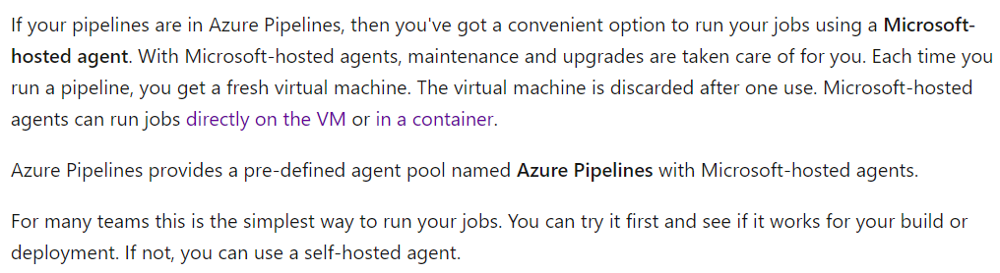 If your pipelines are in Azure Pipelines, then you've got a convenient option to run your jobs using a Microsoft-
hosted agent. With Microsoft-hosted agents, maintenance and upgrades are taken care of for you. Each time you
run a pipeline, you get a fresh virtual machine. The virtual machine is discarded after one use. Microsoft-hosted
agents can run jobs directly on the VM or in a container.
Azure Pipelines provides a pre-defined agent pool named Azure Pipelines with Microsoft-hosted agents.
For many teams this is the simplest way to run your jobs. You can try it first and see if it works for your build or
deployment. If not, you can use a self-hosted agent.